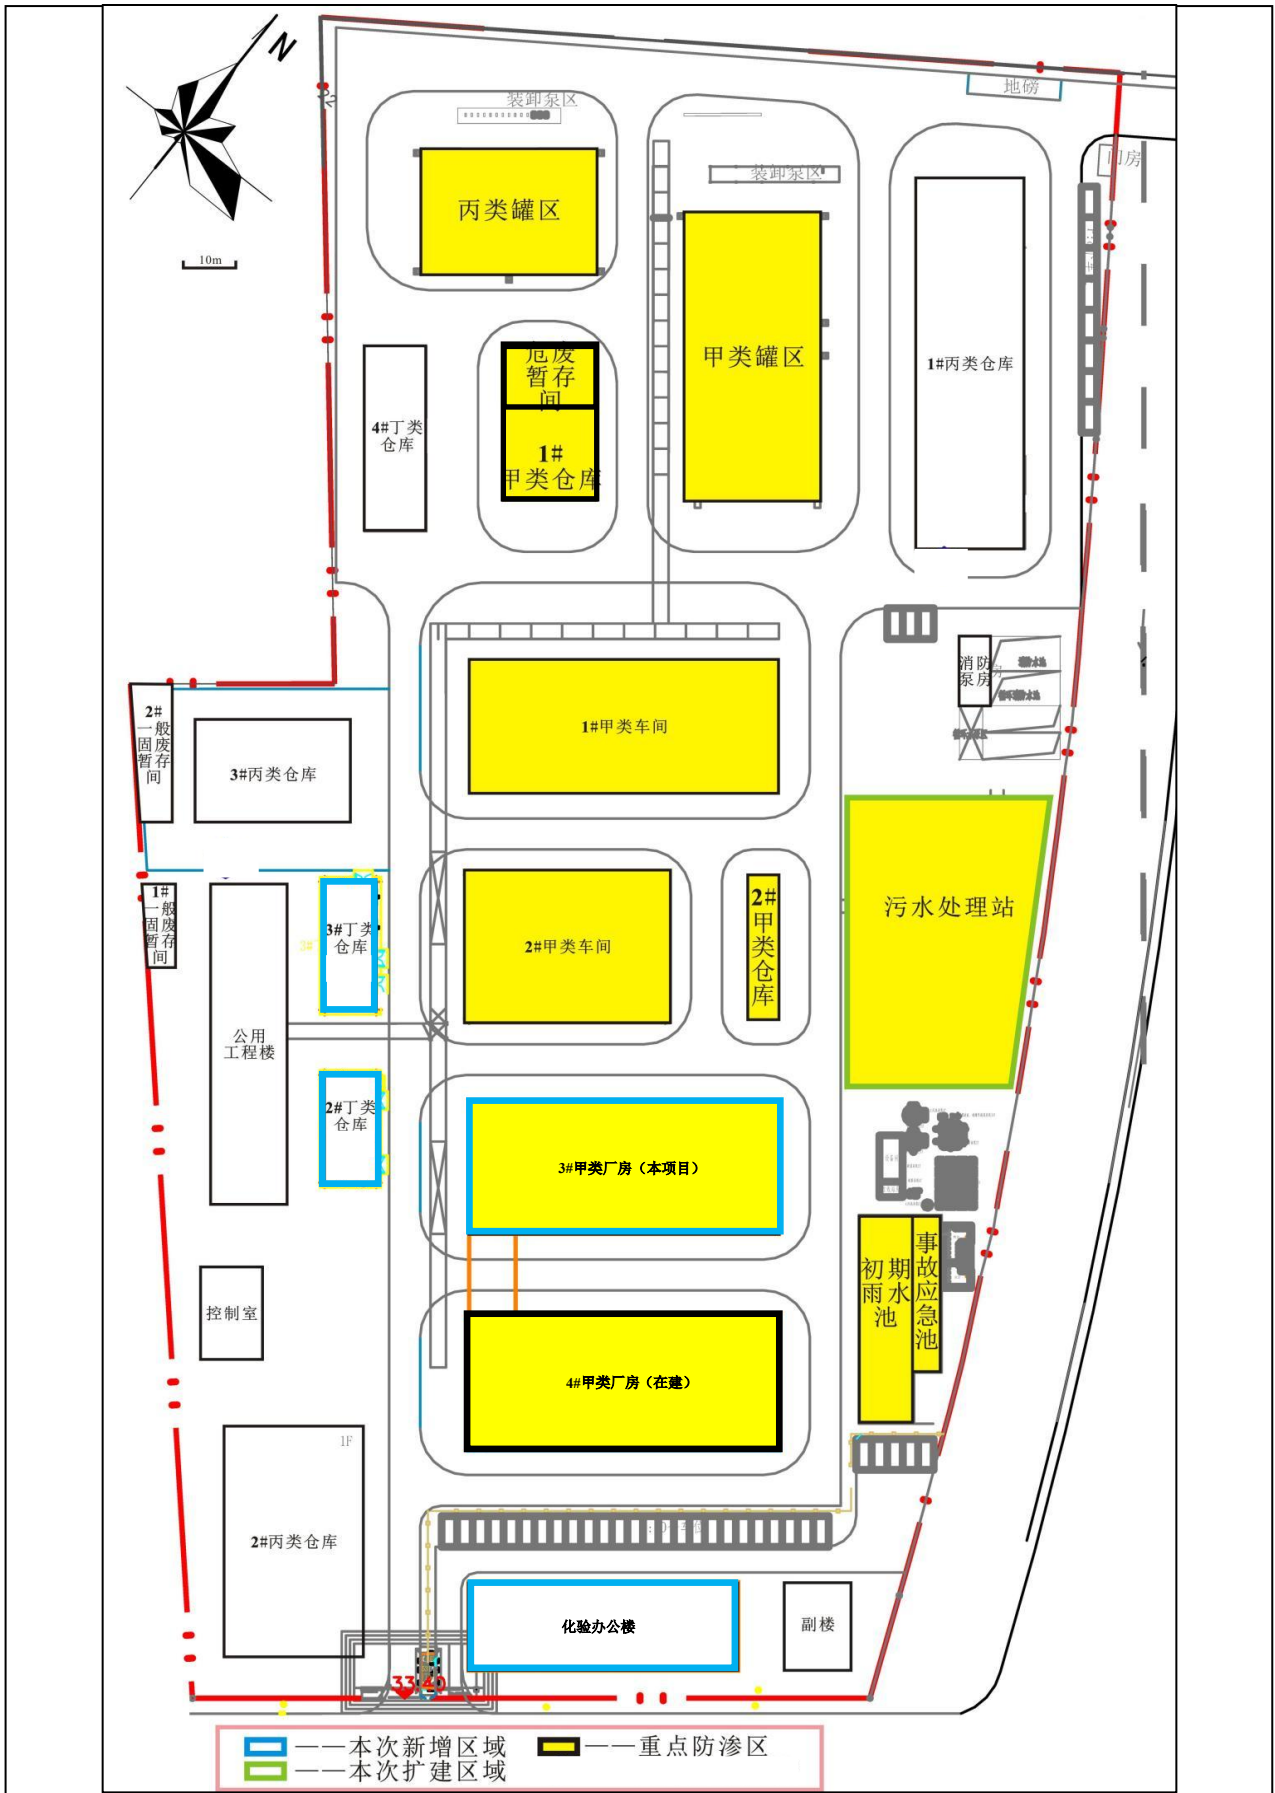 N
10m
装卸泵区
地磅
门房
装卸泵区
丙类罐区
甲类罐区
1#丙类仓库
危废
暂存
间
1#
甲类仓库
4#丁类
仓库
消防
泵房
1#甲类车间
2#
一般
固废
暂存
间
3#丙类仓库
1#
一般
固废
暂存
间
3#丁类
仓库
2#甲类车间
2#
甲
类
仓
库
污水处理站
公用
工程楼
2#丁类
仓库
3#甲类厂房（本项目）
初期
雨水
池
事
故
应
急
池
控制室
4#甲类厂房（在建）
1F
2#丙类仓库
化验办公楼
副楼
33.40
——本次新增区域
——重点防渗区
——本次扩建区域